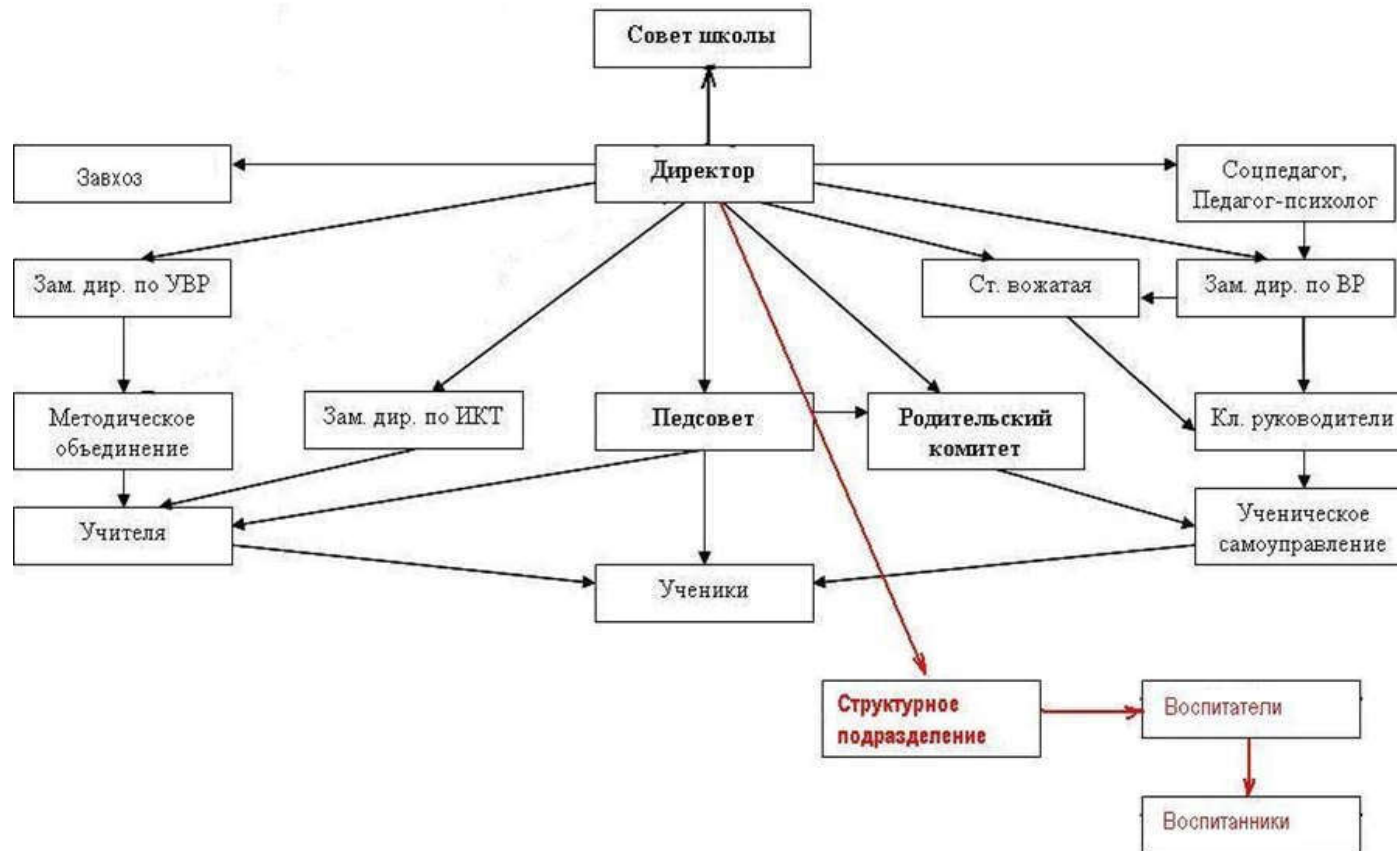 Совет школы
Завхоз
Директор
Соцпедагог,
Педагог-психолог
Зам. дир. по УВР
Ст. вожатая
Зам. дир. по ВР
Методическое
объединение
Зам. дир. по ИКТ
Педсовет
Родительский
комитет
Кл. руководители
Учителя
Ученическое
самоуправление
Ученики
Структурное
подразделение
Воспитатели
Воспитанники